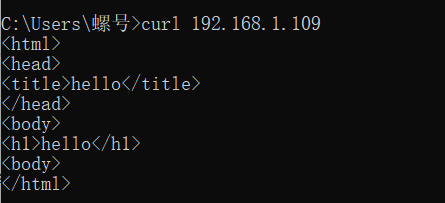 C:\Users\螺号>curl 192.168.1.109
<html>
<head>
<title>hello</title>
</head>
<body>
<h1>hello</h1>
<body>
</html>